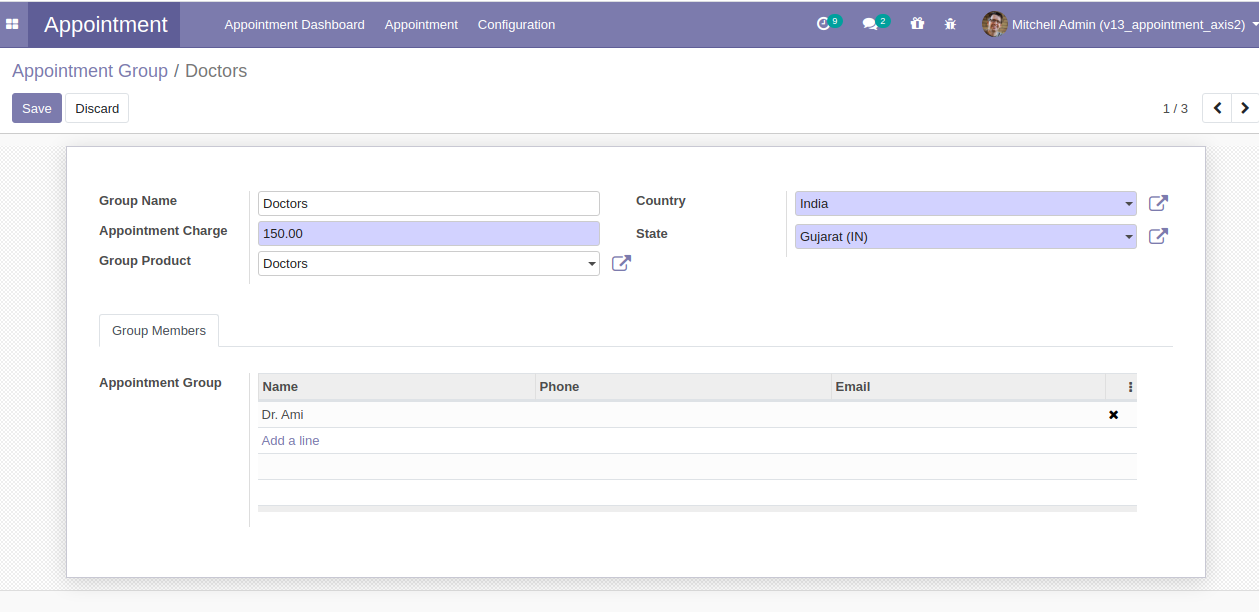 Appointment Appointment Dashboard Appointment Configuration 9 2 Mitchell Admin (v13_appointment_axis2)
Appointment Group / Doctors
Save Discard 1 / 3
Group Name Doctors Country India
Appointment Charge 150.00 State Gujarat (IN)
Group Product Doctors
Group Members
Appointment Group Name Phone Email
Dr. Ami
Add a line